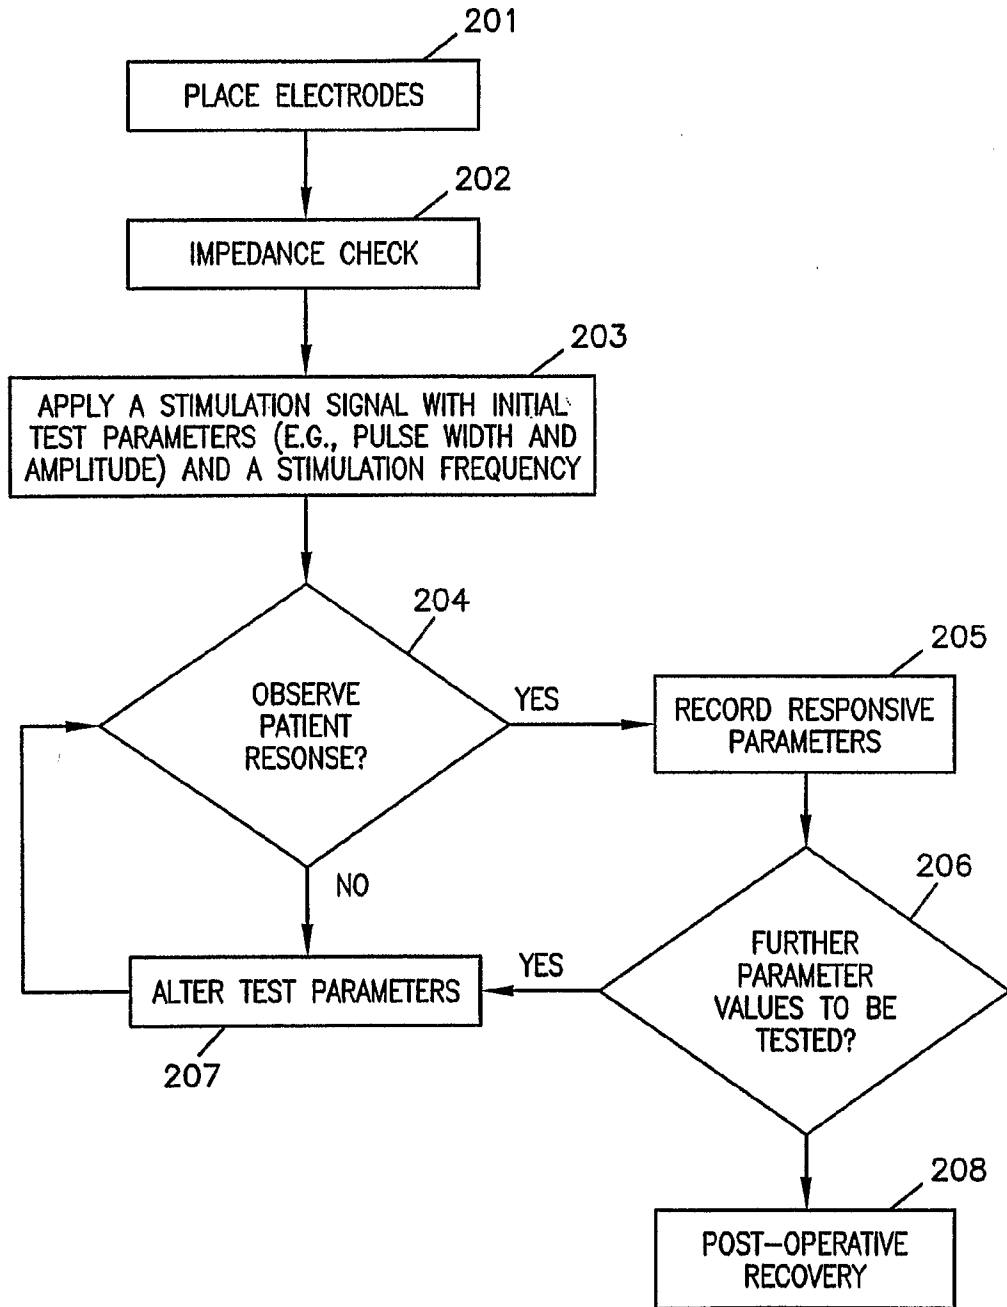 201
PLACE ELECTRODES
202
IMPEDANCE CHECK
203
APPLY A STIMULATION SIGNAL WITH INITIAL
TEST PARAMETERS (E.G., PULSE WIDTH AND
AMPLITUDE) AND A STIMULATION FREQUENCY
204
OBSERVE
PATIENT
RESONSE?
YES
205
RECORD RESPONSIVE
PARAMETERS
NO
206
FURTHER
PARAMETER
VALUES TO BE
TESTED?
YES
ALTER TEST PARAMETERS
207
208
POST-OPERATIVE
RECOVERY